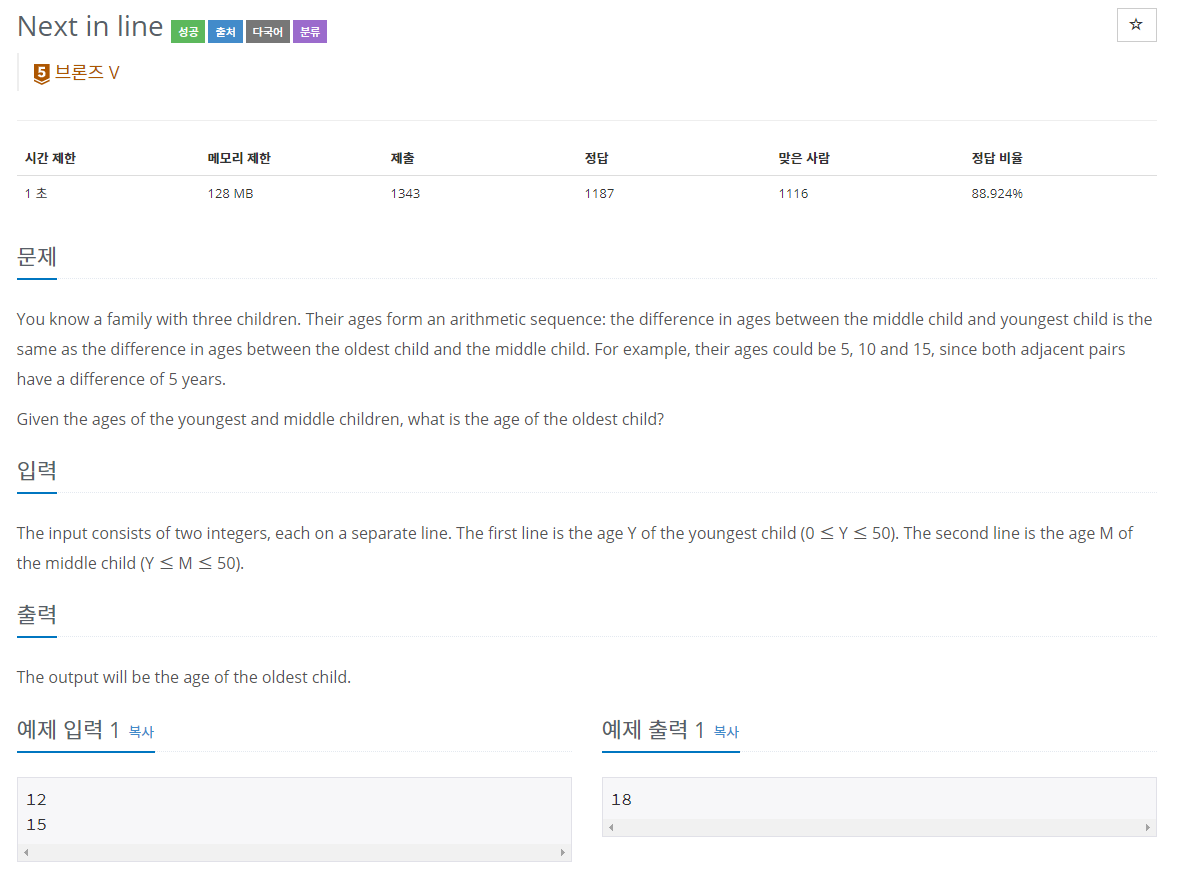 Next in line 성공 출처 다국어 분류
☆
5 브론즈 V
시간 제한 메모리 제한 제출 정답 맞은 사람 정답 비율
1 초 128 MB 1343 1187 1116 88.924%
문제
You know a family with three children. Their ages form an arithmetic sequence: the difference in ages between the middle child and youngest child is the
same as the difference in ages between the oldest child and the middle child. For example, their ages could be 5, 10 and 15, since both adjacent pairs
have a difference of 5 years.
Given the ages of the youngest and middle children, what is the age of the oldest child?
입력
The input consists of two integers, each on a separate line. The first line is the age Y of the youngest child (0 ≤ Y ≤ 50). The second line is the age M of
the middle child (Y ≤ M ≤ 50).
출력
The output will be the age of the oldest child.
예제 입력 1 복사
12
15
예제 출력 1 복사
18